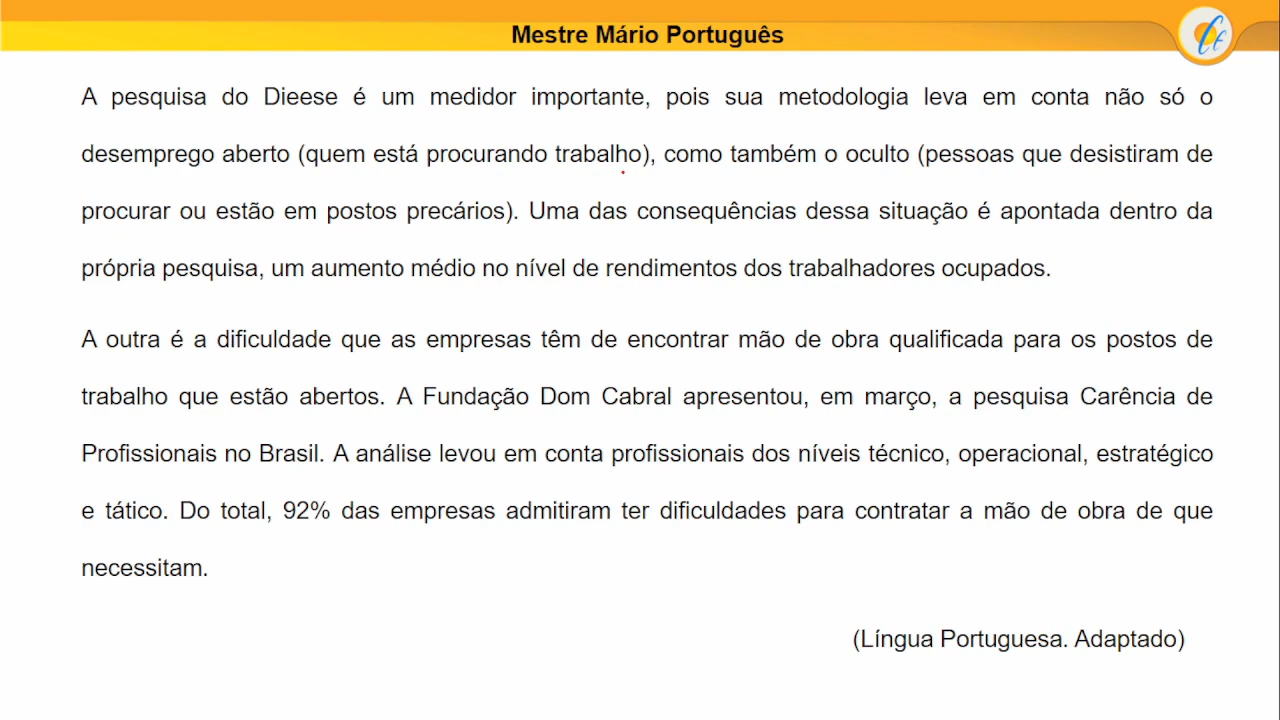 Mestre Mário Português
A pesquisa do Dieese é um medidor importante, pois sua metodologia leva em conta não só o
desemprego aberto (quem está procurando trabalho), como também o oculto (pessoas que desistiram de
procurar ou estão em postos precários). Uma das consequências dessa situação é apontada dentro da
própria pesquisa, um aumento médio no nível de rendimentos dos trabalhadores ocupados.
A outra é a dificuldade que as empresas têm de encontrar mão de obra qualificada para os postos de
trabalho que estão abertos. A Fundação Dom Cabral apresentou, em março, a pesquisa Carência de
Profissionais no Brasil. A análise levou em conta profissionais dos níveis técnico, operacional, estratégico
e tático. Do total, 92% das empresas admitiram ter dificuldades para contratar a mão de obra de que
necessitam.
(Língua Portuguesa. Adaptado)